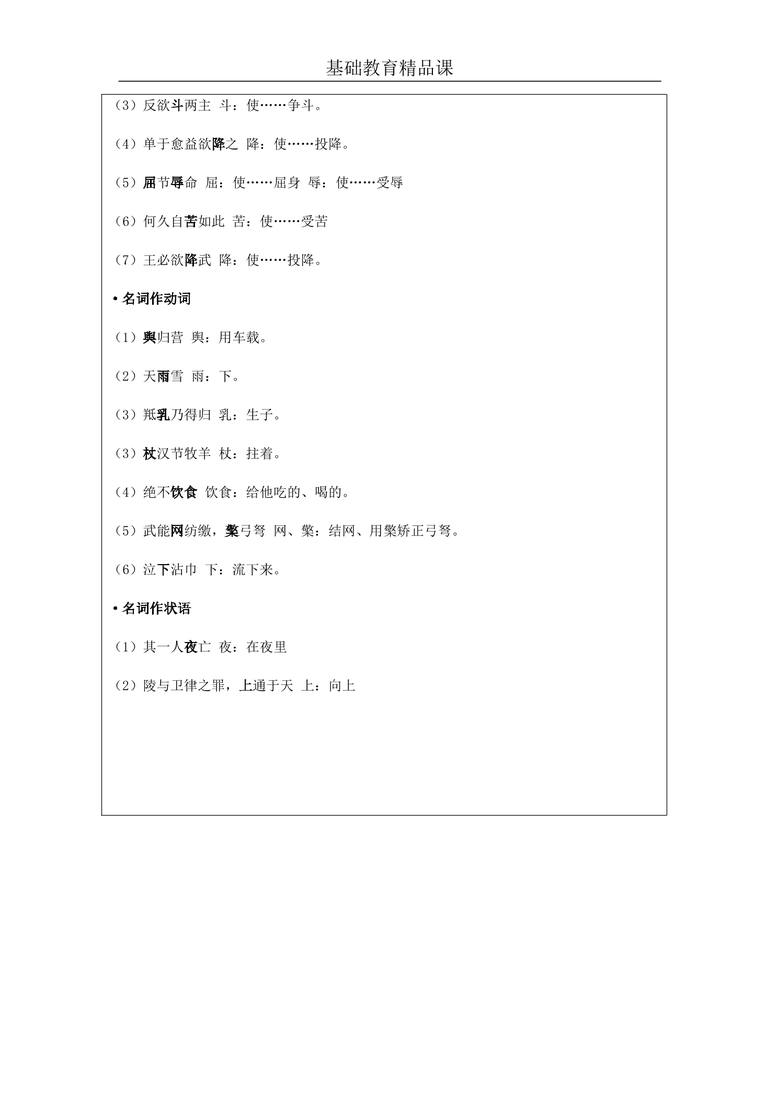 基础教育精品课
（3）反欲斗两主 斗：使……争斗。
（4）单于愈益欲降之 降：使……投降。
（5）屈节辱命 屈：使……屈身 辱：使……受辱
（6）何久自苦如此 苦：使……受苦
（7）王必欲降武 降：使……投降。
·名词作动词
（1）舆归营 舆：用车载。
（2）天雨雪 雨：下。
（3）羝乳乃得归 乳：生子。
（3）杖汉节牧羊 杖：拄着。
（4）绝不饮食 饮食：给他吃的、喝的。
（5）武能网纺缴，檠弓弩 网、檠：结网、用檠矫正弓弩。
（6）泣下沾巾 下：流下来。
·名词作状语
（1）其一人夜亡 夜：在夜里
（2）陵与卫律之罪，上通于天 上：向上